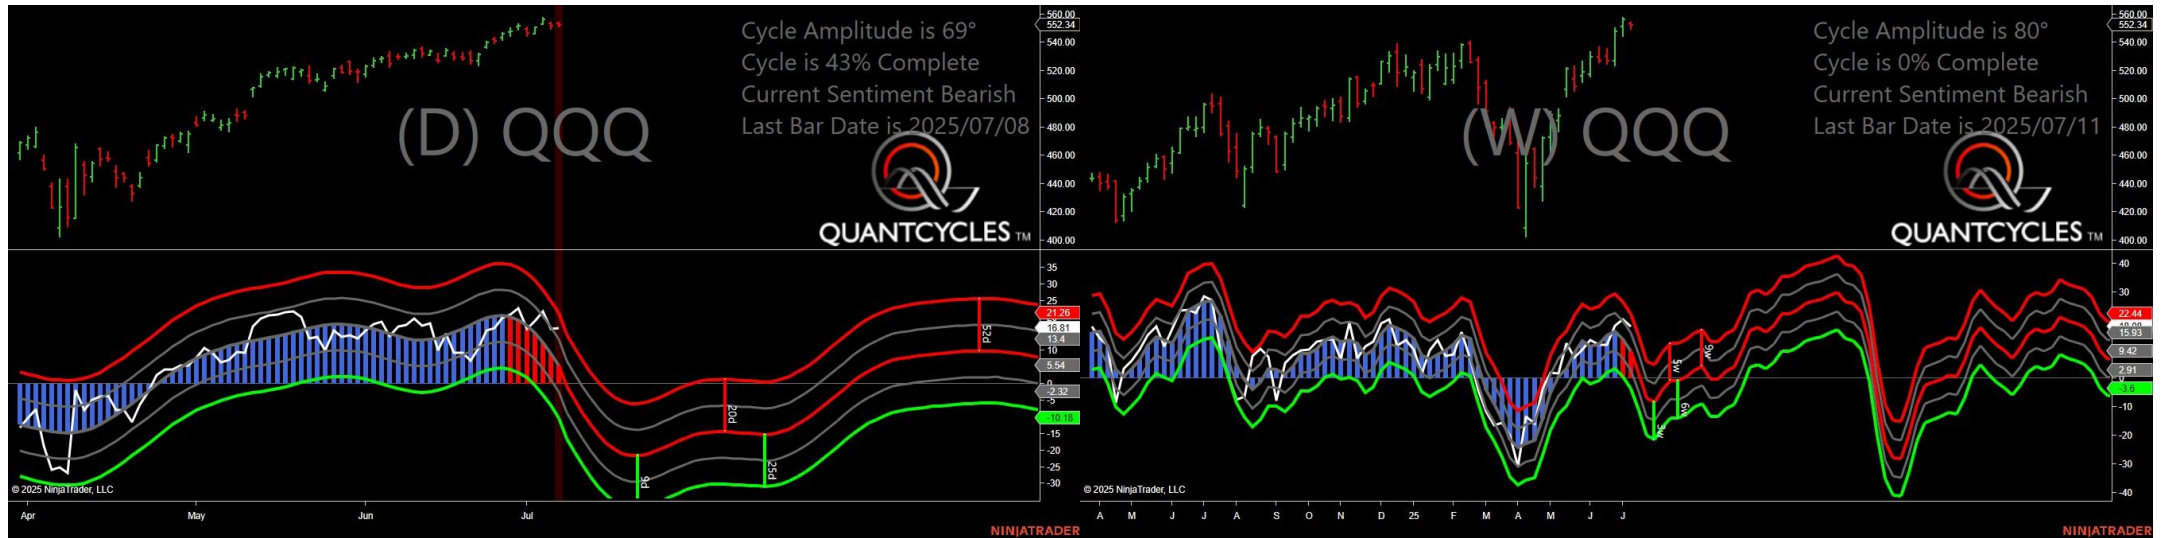 Cycle Amplitude is 69°
Cycle is 43% Complete
Current Sentiment Bearish
Last Bar Date is 2025/07/08
(D) QQQ
QUANTCYCLES TM
560.00
552.34
540.00
520.00
500.00
480.00
460.00
440.00
420.00
400.00
35
30
25
21.26
16.81
13.4
10
5.54
0
-2.32
-5
-10.18
-15
-20
-25
-30
52d
20d
25d
9d
© 2025 NinjaTrader, LLC
Apr May Jun Jul
NINJATRADER
Cycle Amplitude is 80°
Cycle is 0% Complete
Current Sentiment Bearish
Last Bar Date is 2025/07/11
(W) QQQ
QUANTCYCLES TM
560.00
552.34
540.00
520.00
500.00
480.00
460.00
440.00
420.00
400.00
40
30
22.44
15.93
9.42
2.91
0
-3.6
-10
-20
-30
-40
5w
9w
6w
3w
© 2025 NinjaTrader, LLC
A M J J A S O N D 25 F M A M J J
NINJATRADER